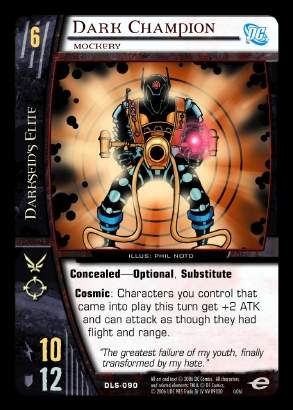 6
DARK CHAMPION
MOCKERY
DC
DARKSEID'S ELITE
ILLUS: PHIL NOTO
Concealed—Optional, Substitute
Cosmic: Characters you control that
came into play this turn get +2 ATK
and can attack as though they had
flight and range.
"The greatest failure of my youth, finally
transformed by my hate."
10
12
DLS-090